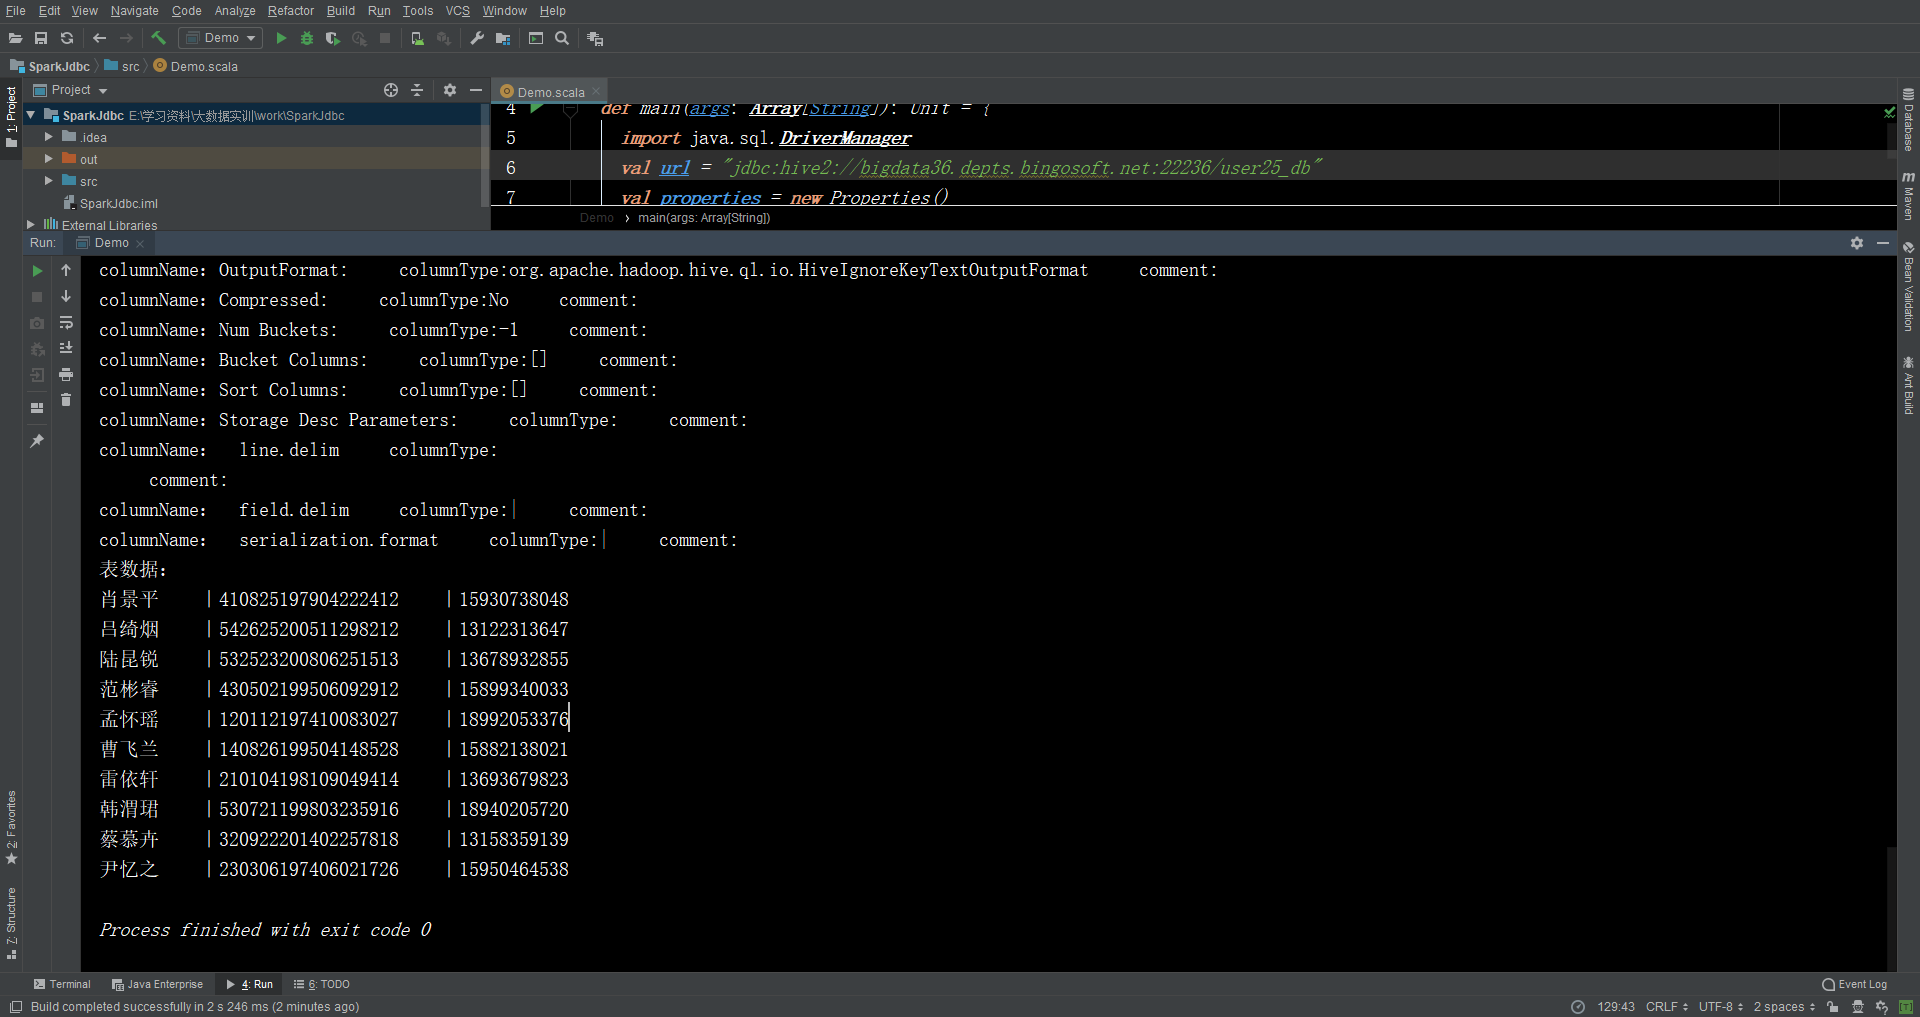 File Edit View Navigate Code Analyze Refactor Build Run Tools VCS Window Help
Demo
SparkJdbc src Demo.scala
1: Project
Project
SparkJdbc E:\学习资料\大数据实训\work\SparkJdbc
.idea
out
src
SparkJdbc.iml
External Libraries
Demo.scala
4 def main(args: Array[String]): Unit = {
5 import java.sql.DriverManager
6 val url = "jdbc:hive2://bigdata36.depts.bingosoft.net:22236/user25_db"
7 val properties = new Properties()
Demo › main(args: Array[String])
Database
Maven
Bean Validation
Ant Build
Run: Demo
columnName: OutputFormat: columnType:org.apache.hadoop.hive.ql.io.HiveIgnoreKeyTextOutputFormat comment:
columnName: Compressed: columnType:No comment:
columnName: Num Buckets: columnType:-1 comment:
columnName: Bucket Columns: columnType:[] comment:
columnName: Sort Columns: columnType:[] comment:
columnName: Storage Desc Parameters: columnType: comment:
columnName: line.delim columnType:
comment:
columnName: field.delim columnType:| comment:
columnName: serialization.format columnType:| comment:
表数据:
肖景平 |410825197904222412 |15930738048
吕绮烟 |542625200511298212 |13122313647
陆昆锐 |532523200806251513 |13678932855
范彬睿 |430502199506092912 |15899340033
孟怀瑶 |120112197410083027 |18992053376
曹飞兰 |140826199504148528 |15882138021
雷依轩 |210104198109049414 |13693679823
韩渭珺 |530721199803235916 |18940205720
蔡慕卉 |320922201402257818 |13158359139
尹忆之 |230306197406021726 |15950464538
Process finished with exit code 0
2: Favorites
7: Structure
Terminal Java Enterprise 4: Run 6: TODO Event Log
Build completed successfully in 2 s 246 ms (2 minutes ago) 129:43 CRLF UTF-8 2 spaces